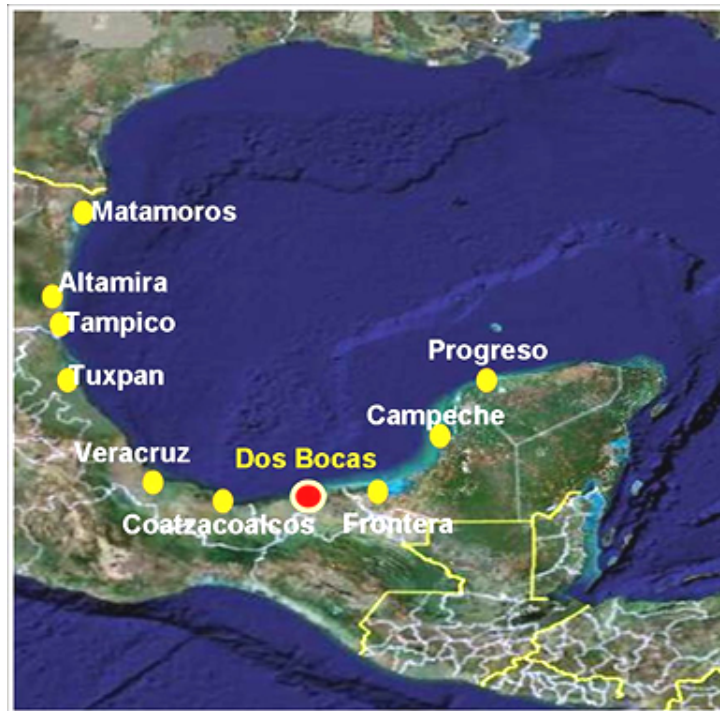 Matamoros
Altamira
Tampico
Tuxpan
Progreso
Campeche
Veracruz
Dos Bocas
Coatzacoalcos
Frontera